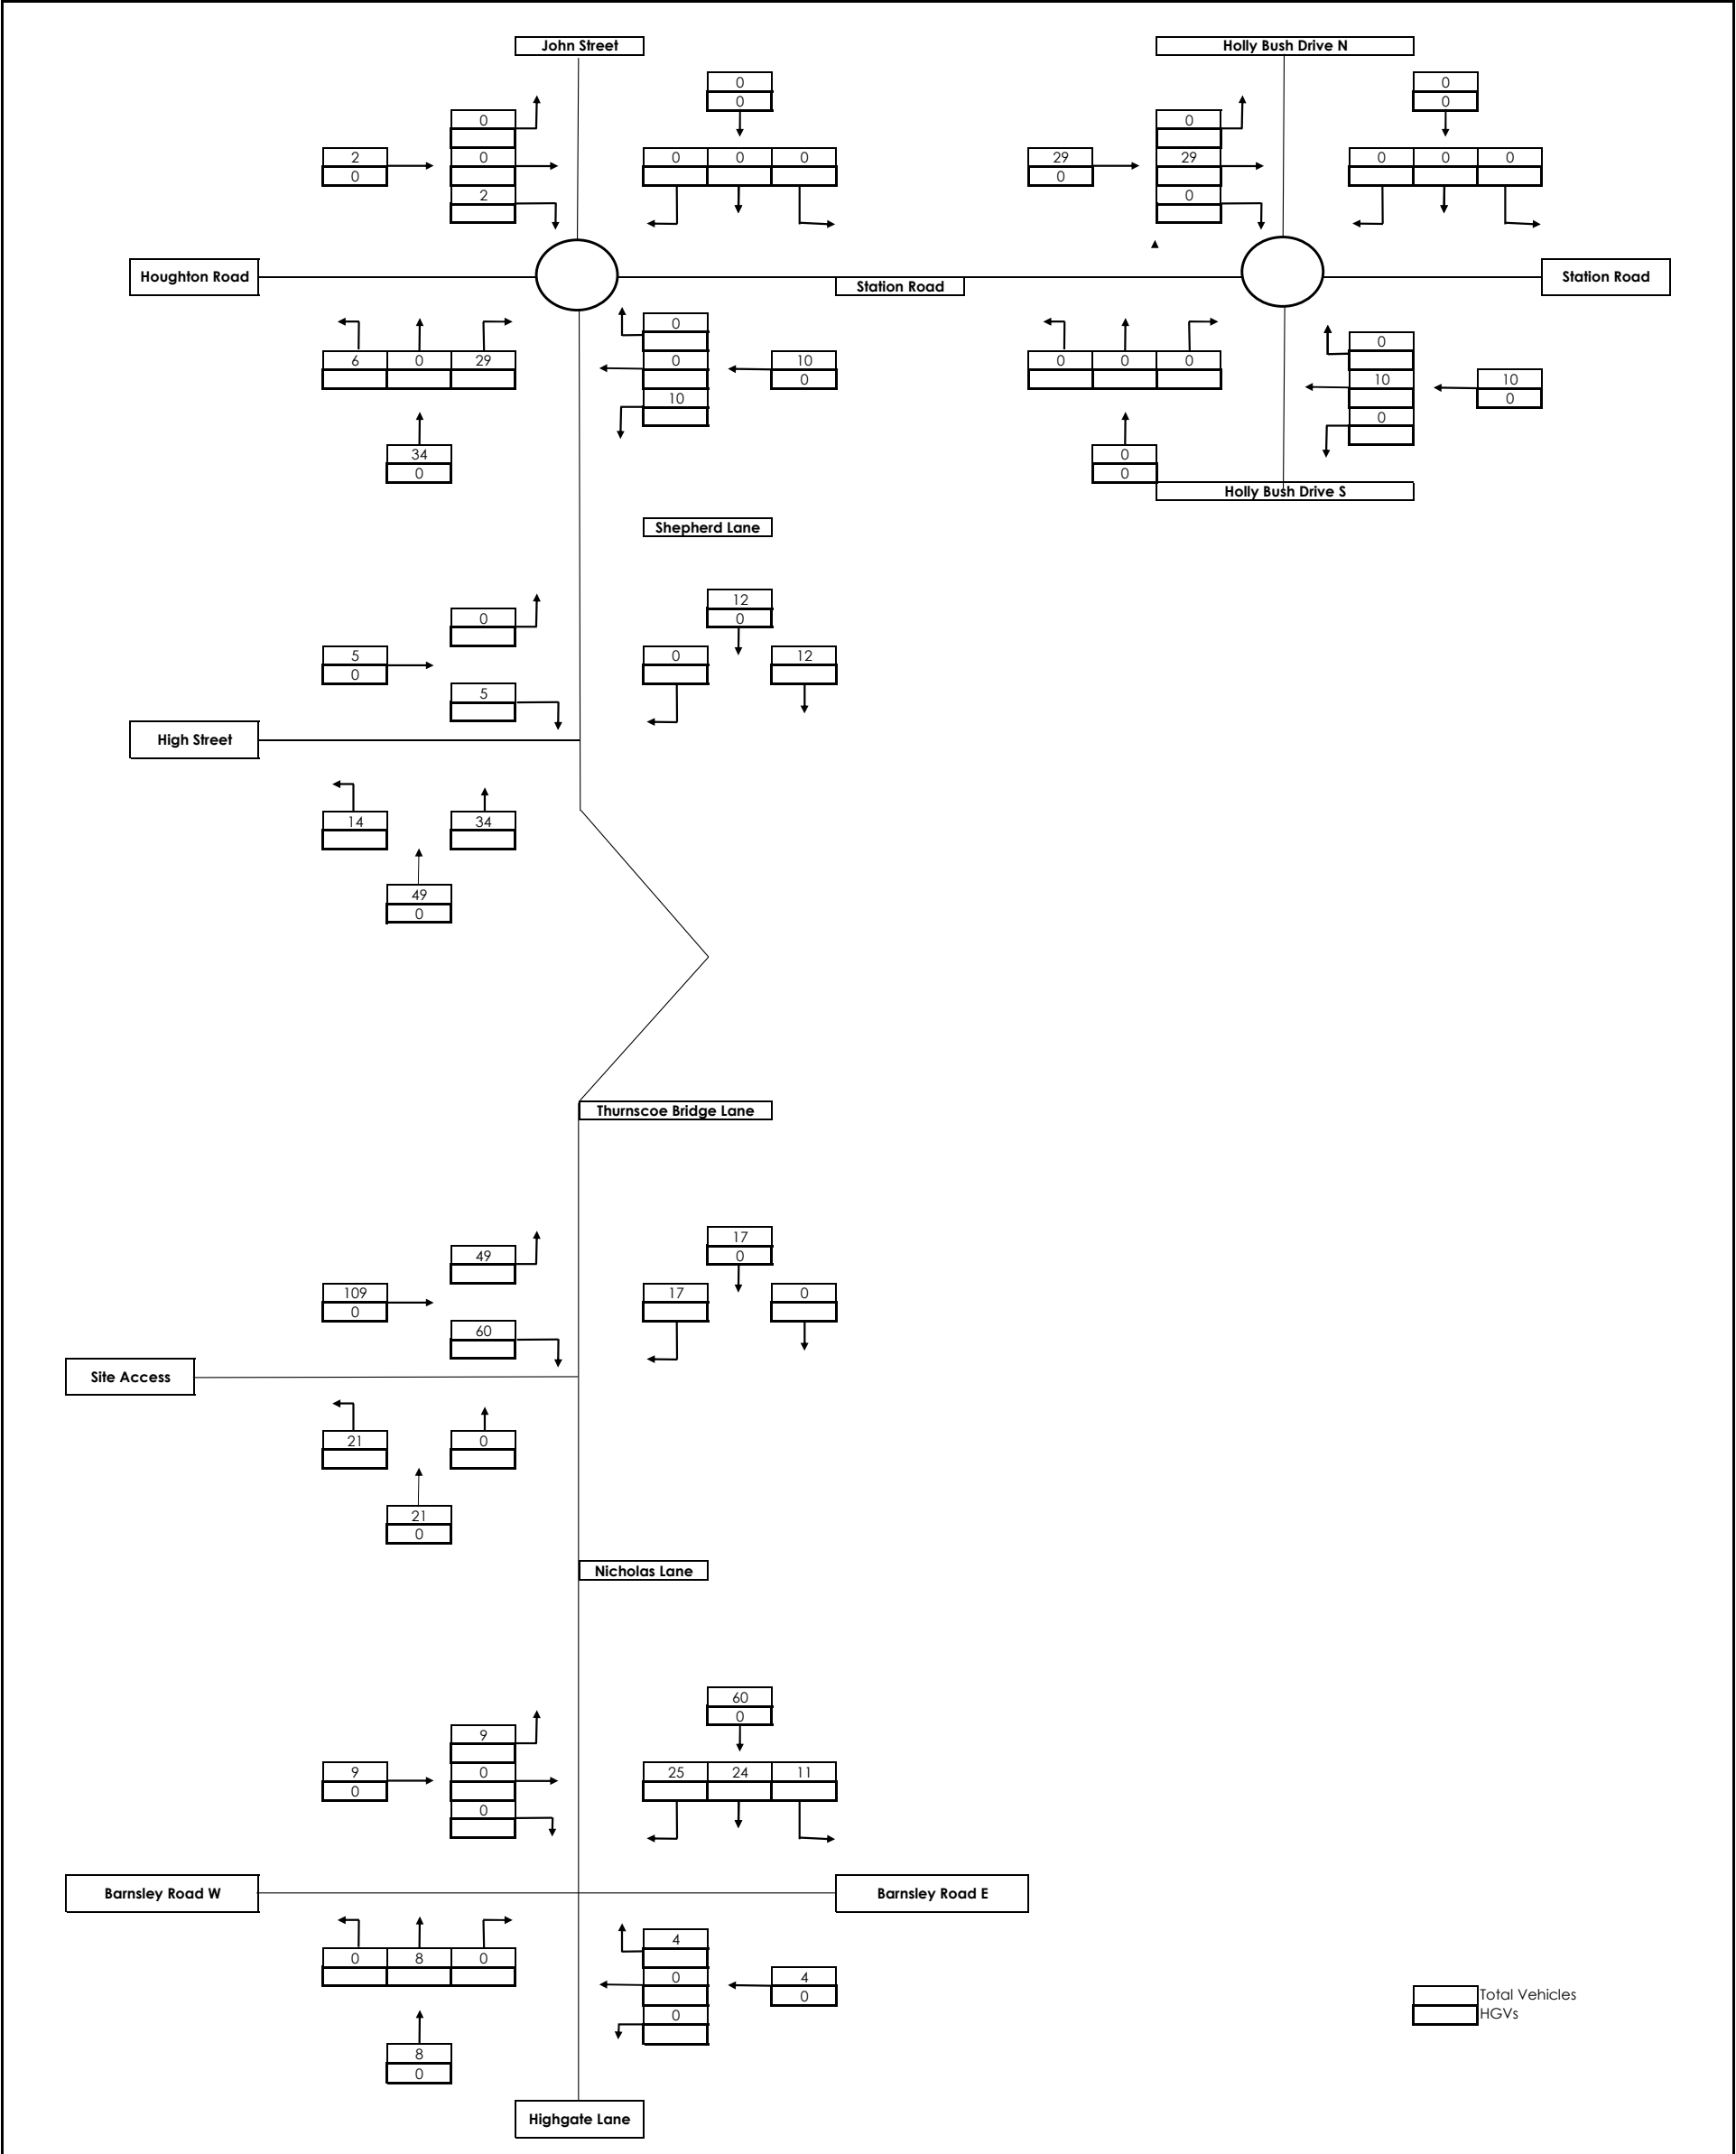 John Street Holly Bush Drive N
0 0
0 0
0 0
2 0 0 0 0 29 29 0 0 0
0 0
2 0
Houghton Road Station Road
Station Road
0
0
6 0 29 0 10 0 0 0 10 10
0 0
10 0
34 0
0 0
Holly Bush Drive S
Shepherd Lane
12
0 0
5 0 12
0
5
High Street
14 34
49
0
Thurnscoe Bridge Lane
17
49 0
109 17 0
0
60
Site Access
21 0
21
0
Nicholas Lane
60
0
9
9 0 25 24 11
0
0
Barnsley Road W Barnsley Road E
4
0 8 0
0 4
0
Total Vehicles
0
HGVs
8
0
Highgate Lane